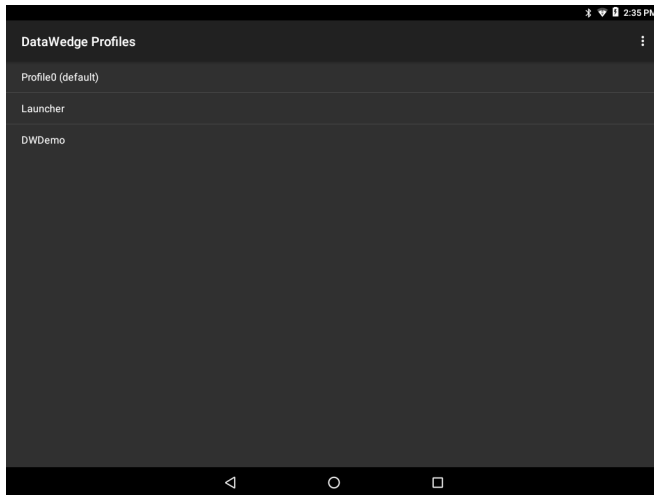 2:35 PM
DataWedge Profiles
Profile0 (default)
Launcher
DWDemo